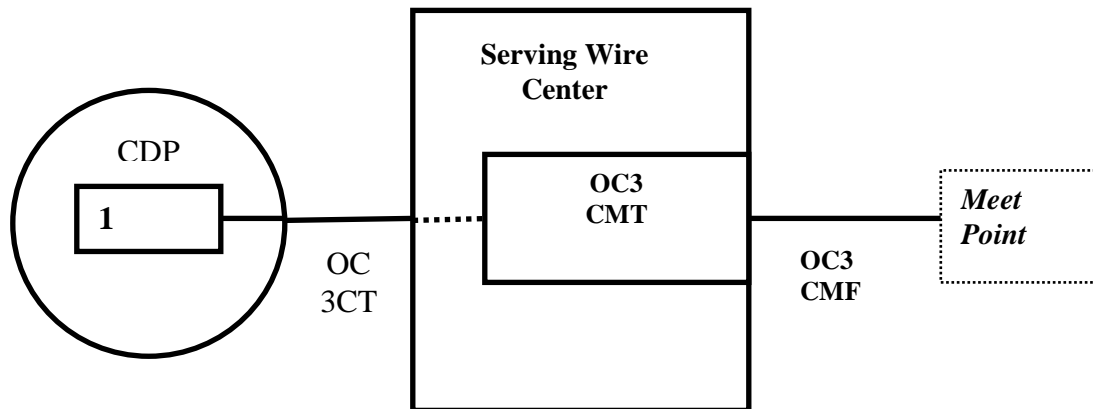 Serving Wire
Center
CDP
1
OC
3CT
OC3
CMT
OC3
CMF
Meet
Point